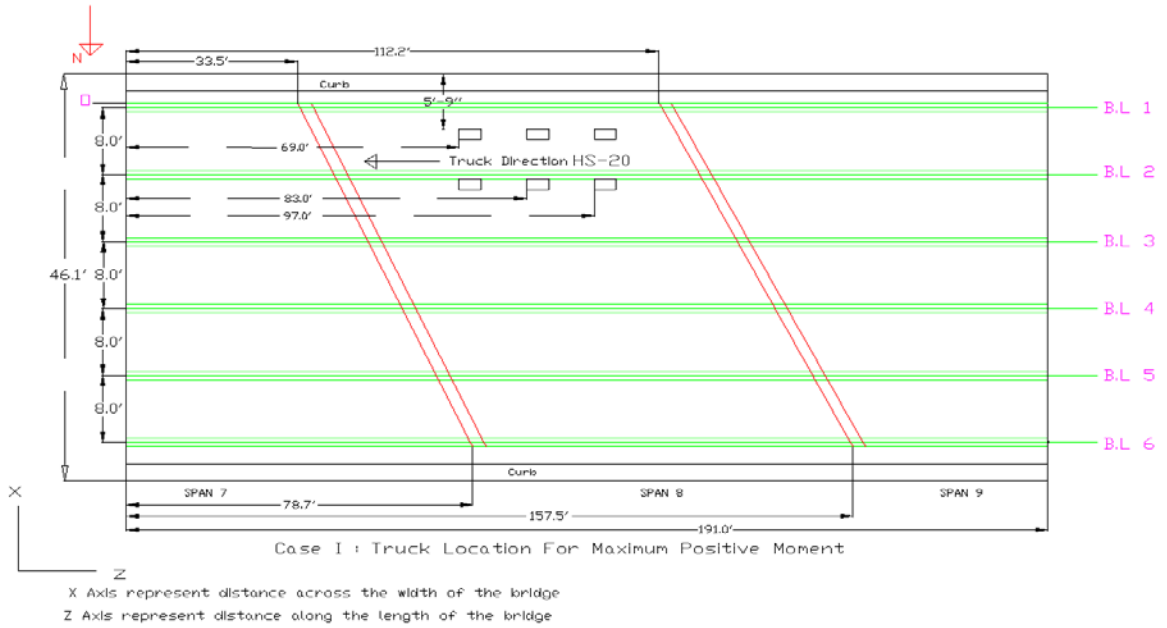 N
112.2'
33.5'
Curb
0
5'-9"
B.L 1
8.0'
69.0'
Truck Direction HS-20
B.L 2
83.0'
8.0'
97.0'
B.L 3
46.1'
8.0'
B.L 4
8.0'
B.L 5
8.0'
B.L 6
Curb
X
SPAN 7
SPAN 8
SPAN 9
78.7'
157.5'
191.0'
Case I : Truck Location For Maximum Positive Moment
Z
X Axis represent distance across the width of the bridge
Z Axis represent distance along the length of the bridge